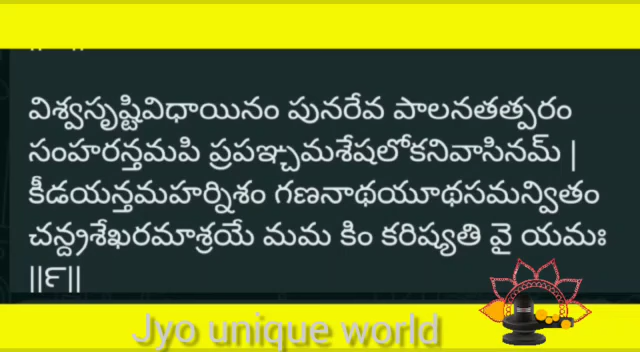 విశ్వసృష్టివిధాయినం పునరేవ పాలనతత్పరం
సంహరన్తమపి ప్రపఞ్చమశేషలోకనివాసినమ్ |
కీడయన్తమహర్నిశం గణనాథయూథసమన్వితం
చన్ద్రశేఖరమాశ్రయే మమ కిం కరిష్యతి వై యమః
||౯||
Jyo unique world